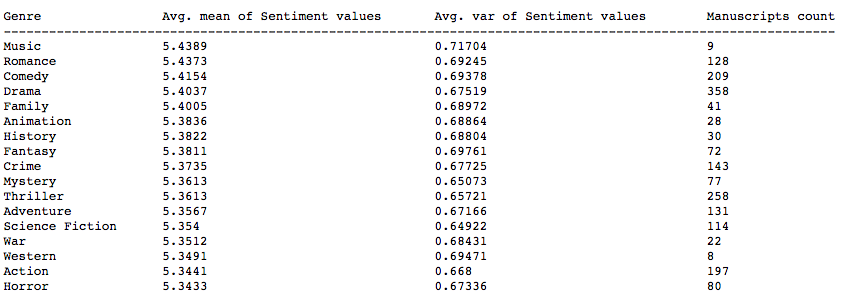 Genre Avg. mean of Sentiment values Avg. var of Sentiment values Manuscripts count
Music 5.4389 0.71704 9
Romance 5.4373 0.69245 128
Comedy 5.4154 0.69378 209
Drama 5.4037 0.67519 358
Family 5.4005 0.68972 41
Animation 5.3836 0.68864 28
History 5.3822 0.68804 30
Fantasy 5.3811 0.69761 72
Crime 5.3735 0.67725 143
Mystery 5.3613 0.65073 77
Thriller 5.3613 0.65721 258
Adventure 5.3567 0.67166 131
Science Fiction 5.354 0.64922 114
War 5.3512 0.68431 22
Western 5.3491 0.69471 8
Action 5.3441 0.668 197
Horror 5.3433 0.67336 80